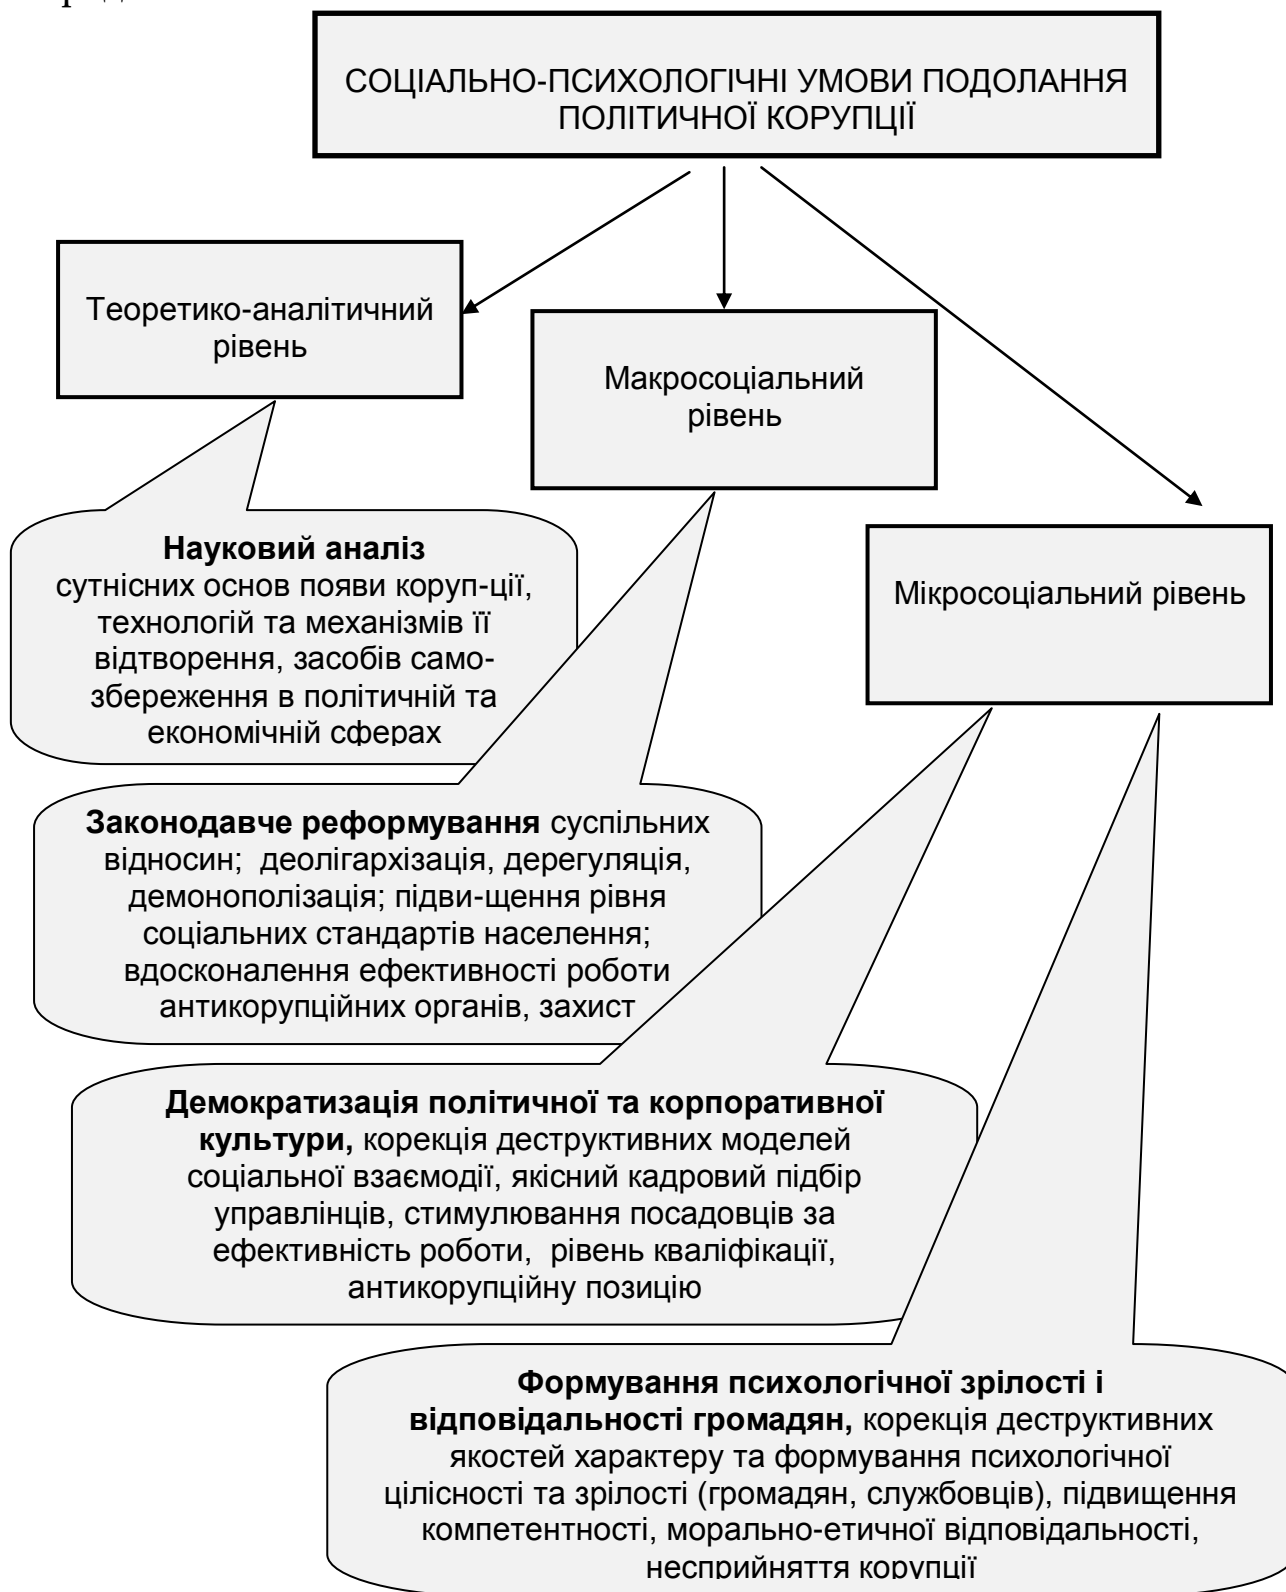 СОЦІАЛЬНО-ПСИХОЛОГІЧНІ УМОВИ ПОДОЛАННЯ
ПОЛІТИЧНОЇ КОРУПЦІЇ
Теоретико-аналітичний
рівень
Макросоціальний
рівень
Мікросоціальний рівень
Науковий аналіз
сутнісних основ появи коруп-ції,
технологій та механізмів її
відтворення, засобів само-
збереження в політичній та
економічній сферах
Законодавче реформування суспільних
відносин; деолігархізація, дерегуляція,
демонополізація; підви-щення рівня
соціальних стандартів населення;
вдосконалення ефективності роботи
антикорупційних органів, захист
Демократизація політичної та корпоративної
культури, корекція деструктивних моделей
соціальної взаємодії, якісний кадровий підбір
управлінців, стимулювання посадовців за
ефективність роботи, рівень кваліфікації,
антикорупційну позицію
Формування психологічної зрілості і
відповідальності громадян, корекція деструктивних
якостей характеру та формування психологічної
цілісності та зрілості (громадян, службовців), підвищення
компетентності, морально-етичної відповідальності,
несприйняття корупції